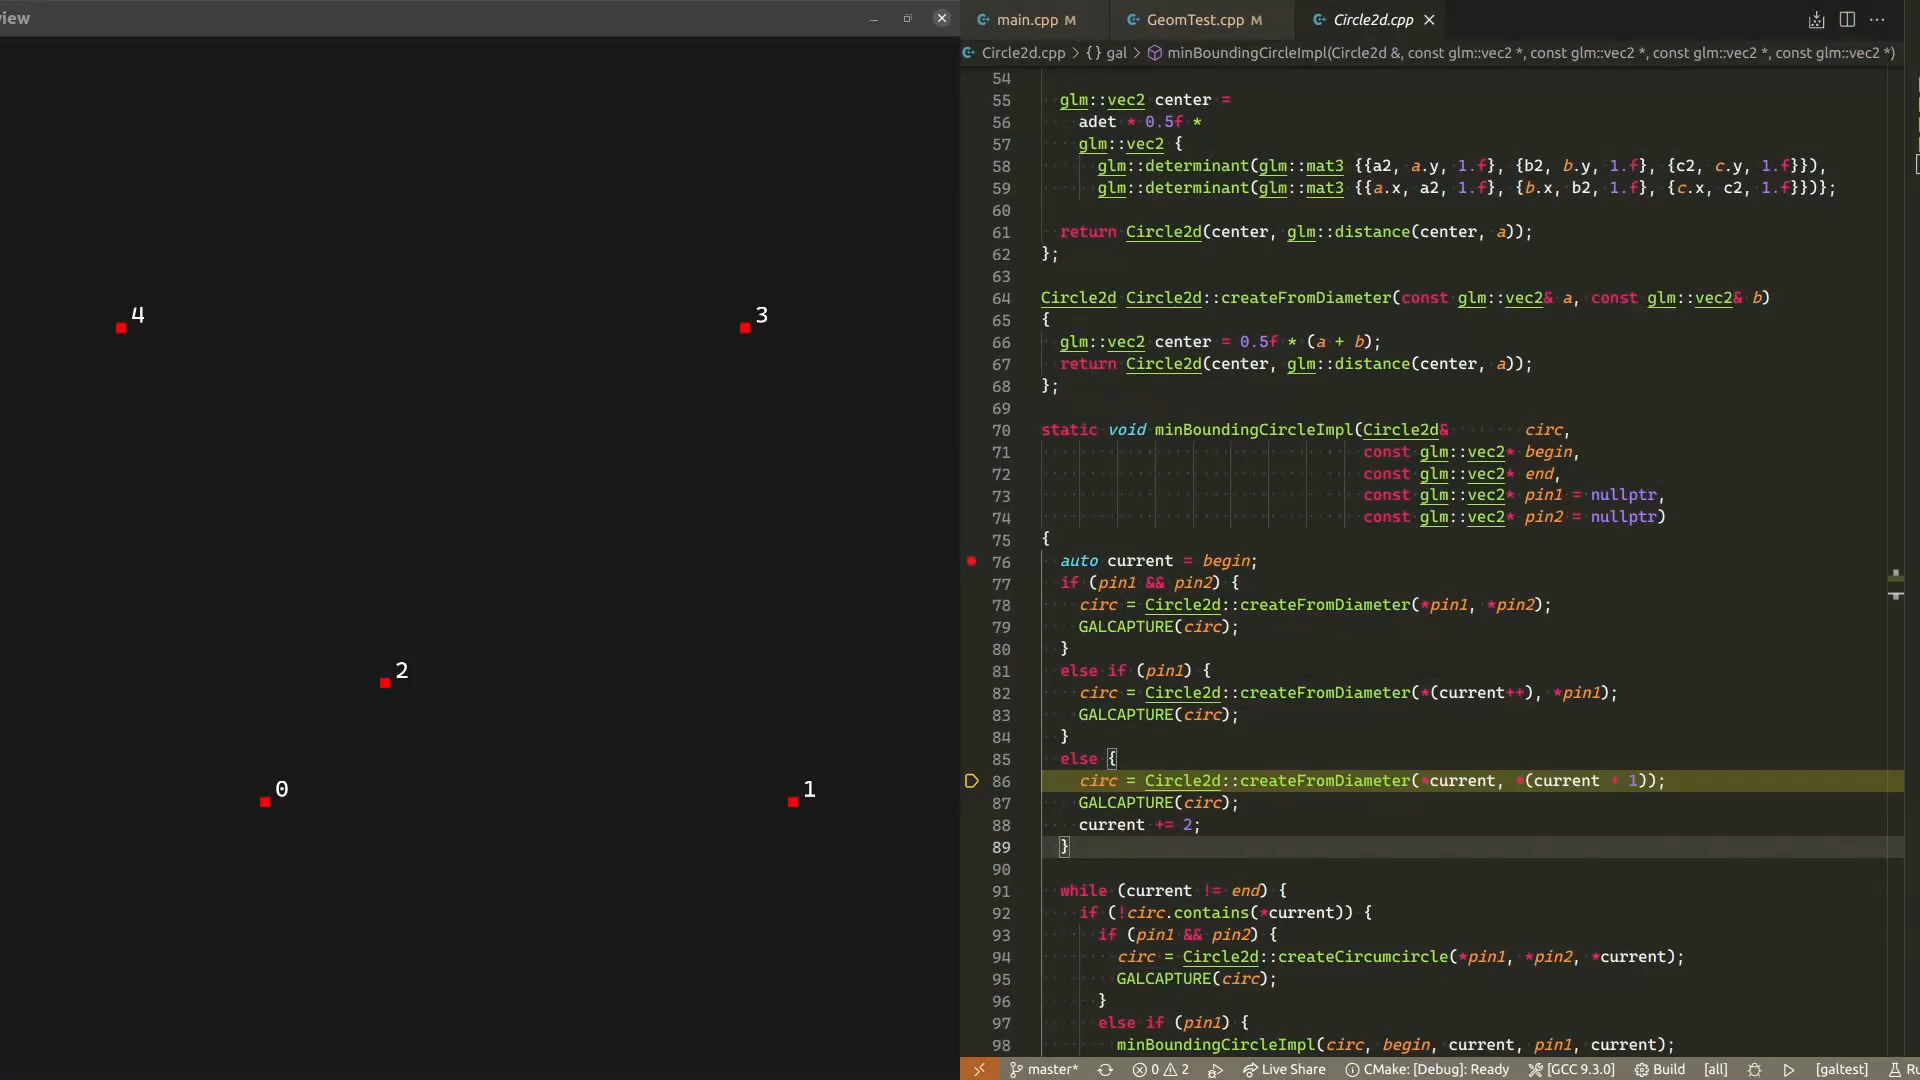 view
4
3
2
0
1
main.cpp M
GeomTest.cpp M
Circle2d.cpp
Circle2d.cpp > {} gal > minBoundingCircleImpl(Circle2d &, const glm::vec2 *, const glm::vec2 *, const glm::vec2 *, const glm::vec2 *)
54
55 glm::vec2 center =
56 adet * 0.5f *
57 glm::vec2 {
58 glm::determinant(glm::mat3 {{a2, a.y, 1.f}, {b2, b.y, 1.f}, {c2, c.y, 1.f}}),
59 glm::determinant(glm::mat3 {{a.x, a2, 1.f}, {b.x, b2, 1.f}, {c.x, c2, 1.f}})};
60
61 return Circle2d(center, glm::distance(center, a));
62 };
63
64 Circle2d Circle2d::createFromDiameter(const glm::vec2& a, const glm::vec2& b)
65 {
66 glm::vec2 center = 0.5f * (a + b);
67 return Circle2d(center, glm::distance(center, a));
68 };
69
70 static void minBoundingCircleImpl(Circle2d& circ,
71 const glm::vec2* begin,
72 const glm::vec2* end,
73 const glm::vec2* pin1 = nullptr,
74 const glm::vec2* pin2 = nullptr)
75 {
76 auto current = begin;
77 if (pin1 && pin2) {
78 circ = Circle2d::createFromDiameter(*pin1, *pin2);
79 GALCAPTURE(circ);
80 }
81 else if (pin1) {
82 circ = Circle2d::createFromDiameter(*(current++), *pin1);
83 GALCAPTURE(circ);
84 }
85 else {
86 circ = Circle2d::createFromDiameter(*current, *(current + 1));
87 GALCAPTURE(circ);
88 current += 2;
89 }
90
91 while (current != end) {
92 if (!circ.contains(*current)) {
93 if (pin1 && pin2) {
94 circ = Circle2d::createCircumcircle(*pin1, *pin2, *current);
95 GALCAPTURE(circ);
96 }
97 else if (pin1) {
98 minBoundingCircleImpl(circ, begin, current, pin1, current);
master* 0 2 Live Share CMake: [Debug]: Ready [GCC 9.3.0] Build [all] [galtest] Ru